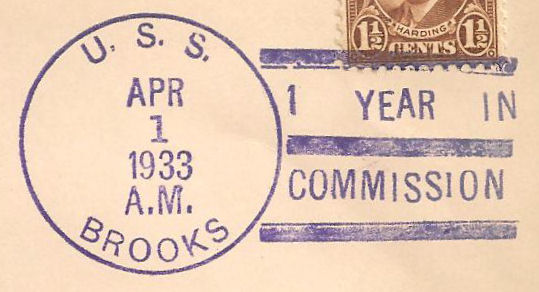 HARDING
1½ CENTS 1½
U. S. S.
APR
1
1933
A.M.
BROOKS
1 YEAR IN
COMMISSION